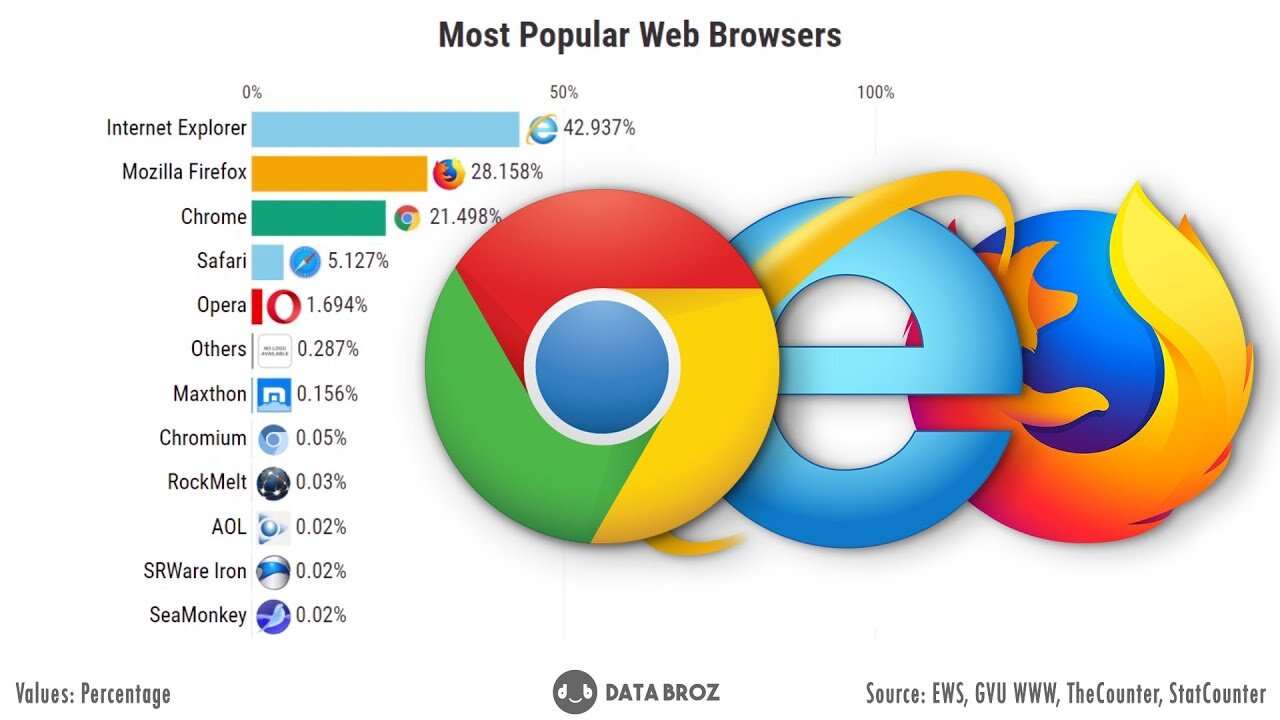 Most Popular Web Browsers
0% 50% 100%
Internet Explorer 42.937%
Mozilla Firefox 28.158%
Chrome 21.498%
Safari 5.127%
Opera 1.694%
Others NO LOGO AVAILABLE 0.287%
Maxthon 0.156%
Chromium 0.05%
RockMelt 0.03%
AOL 0.02%
SRWare Iron 0.02%
SeaMonkey 0.02%
Values: Percentage DATA BROZ Source: EWS, GVU WWW, TheCounter, StatCounter